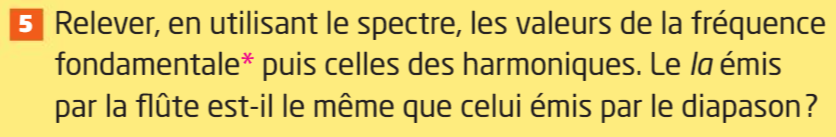 5 Relever, en utilisant le spectre, les valeurs de la fréquence
fondamentale* puis celles des harmoniques. Le la émis
par la flûte est-il le même que celui émis par le diapason?